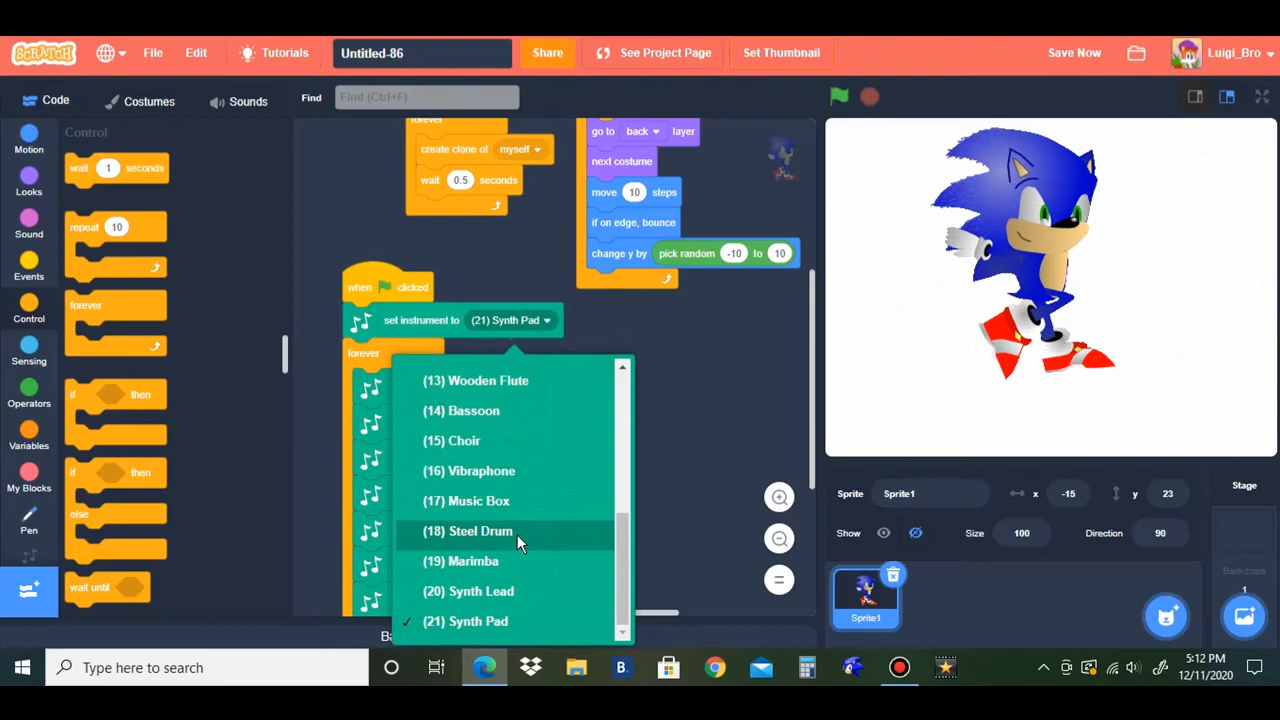 SCRATCH File Edit Tutorials Untitled-86 Share See Project Page Set Thumbnail Save Now Luigi_Bro
Code Costumes Sounds Find Find (Ctrl+F)
Motion
Looks
Sound
Events
Control
Sensing
Operators
Variables
My Blocks
Pen
Control
wait 1 seconds
repeat 10
forever
if then
if then
else
wait until
forever
create clone of myself
wait 0.5 seconds
go to back layer
next costume
move 10 steps
if on edge, bounce
change y by pick random -10 to 10
when clicked
set instrument to (21) Synth Pad
forever
(13) Wooden Flute
(14) Bassoon
(15) Choir
(16) Vibraphone
(17) Music Box
(18) Steel Drum
(19) Marimba
(20) Synth Lead
✓ (21) Synth Pad
Ba
Sprite Sprite1 x -15 y 23
Show Size 100 Direction 90
Sprite1
Stage
1
Type here to search
B.
5:12 PM
12/11/2020